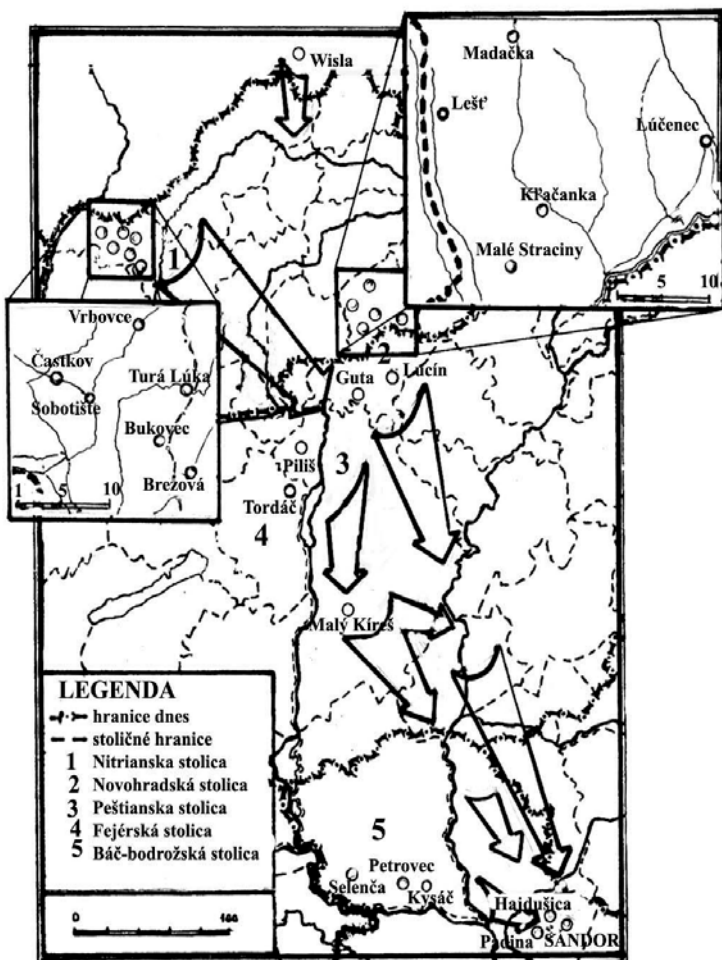 Wisla
Madačka
Lešť
Lúčenec
Kľačanka
Malé Straciny
5 10
1
2
Vrbovce
Častkov
Sobotište
Turá Lúka
Bukovec
Brezová
1 5 10
Guta
Lucín
3
Piliš
Tordáč
4
Malý Kíreš
LEGENDA
hranice dnes
stoličné hranice
1 Nitrianska stolica
2 Novohradská stolica
3 Peštianska stolica
4 Fejérská stolica
5 Báč-bodrožská stolica
0
5
Selenča
Petrovec
Kysáč
Hajdušica
Padina
SÁNDOR